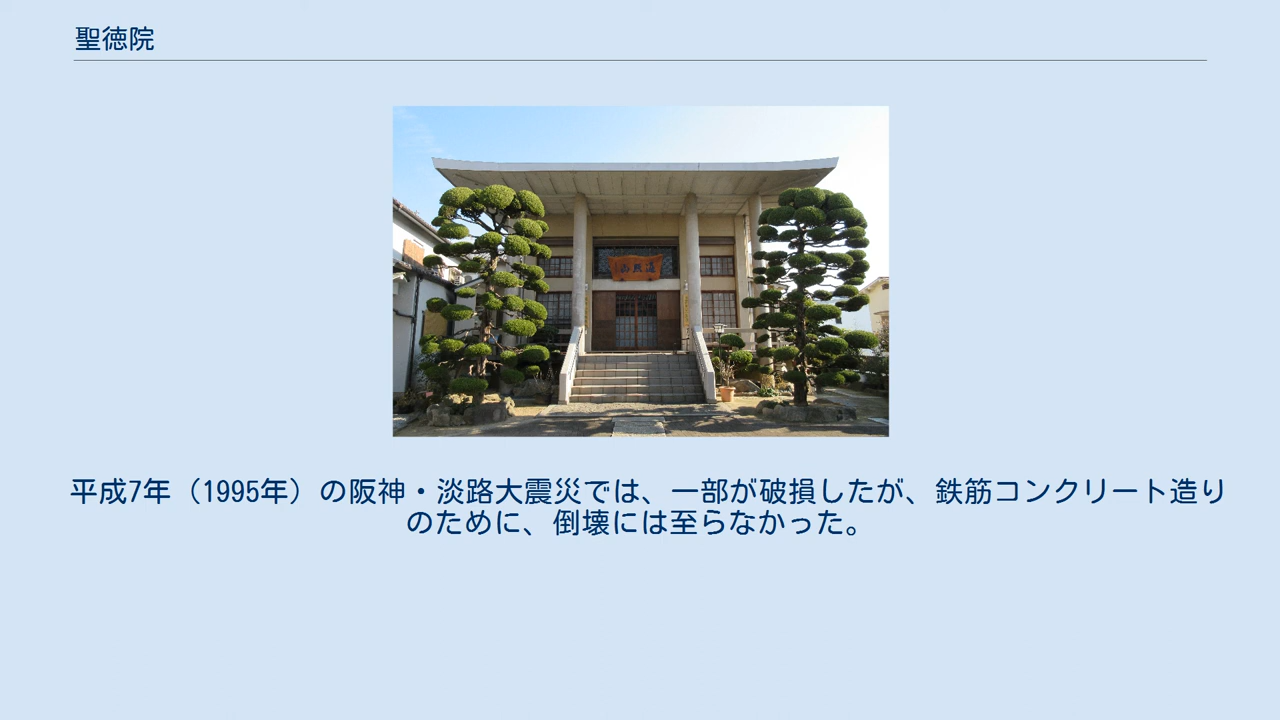 聖徳院
平成7年（1995年）の阪神・淡路大震災では、一部が破損したが、鉄筋コンクリート造り
のために、倒壊には至らなかった。